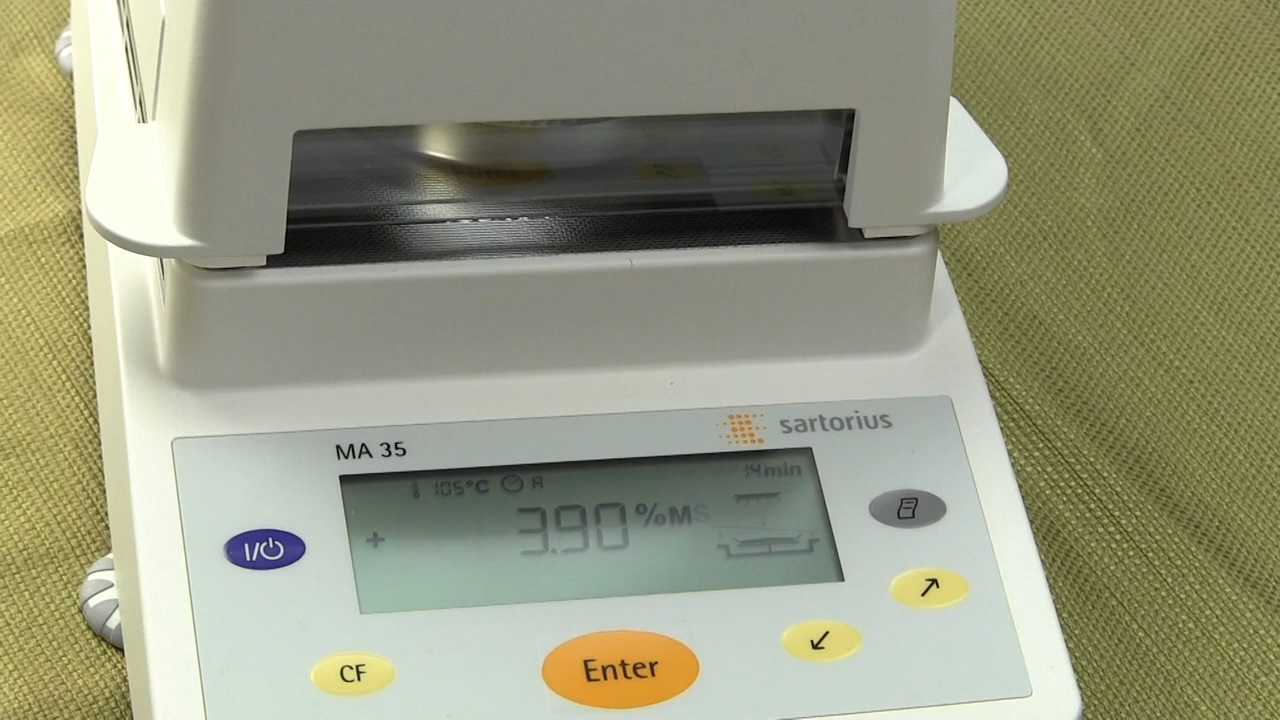 sartorius
MA 35
14min
105°C A
+ 3.90 %MS
I/
CF
Enter